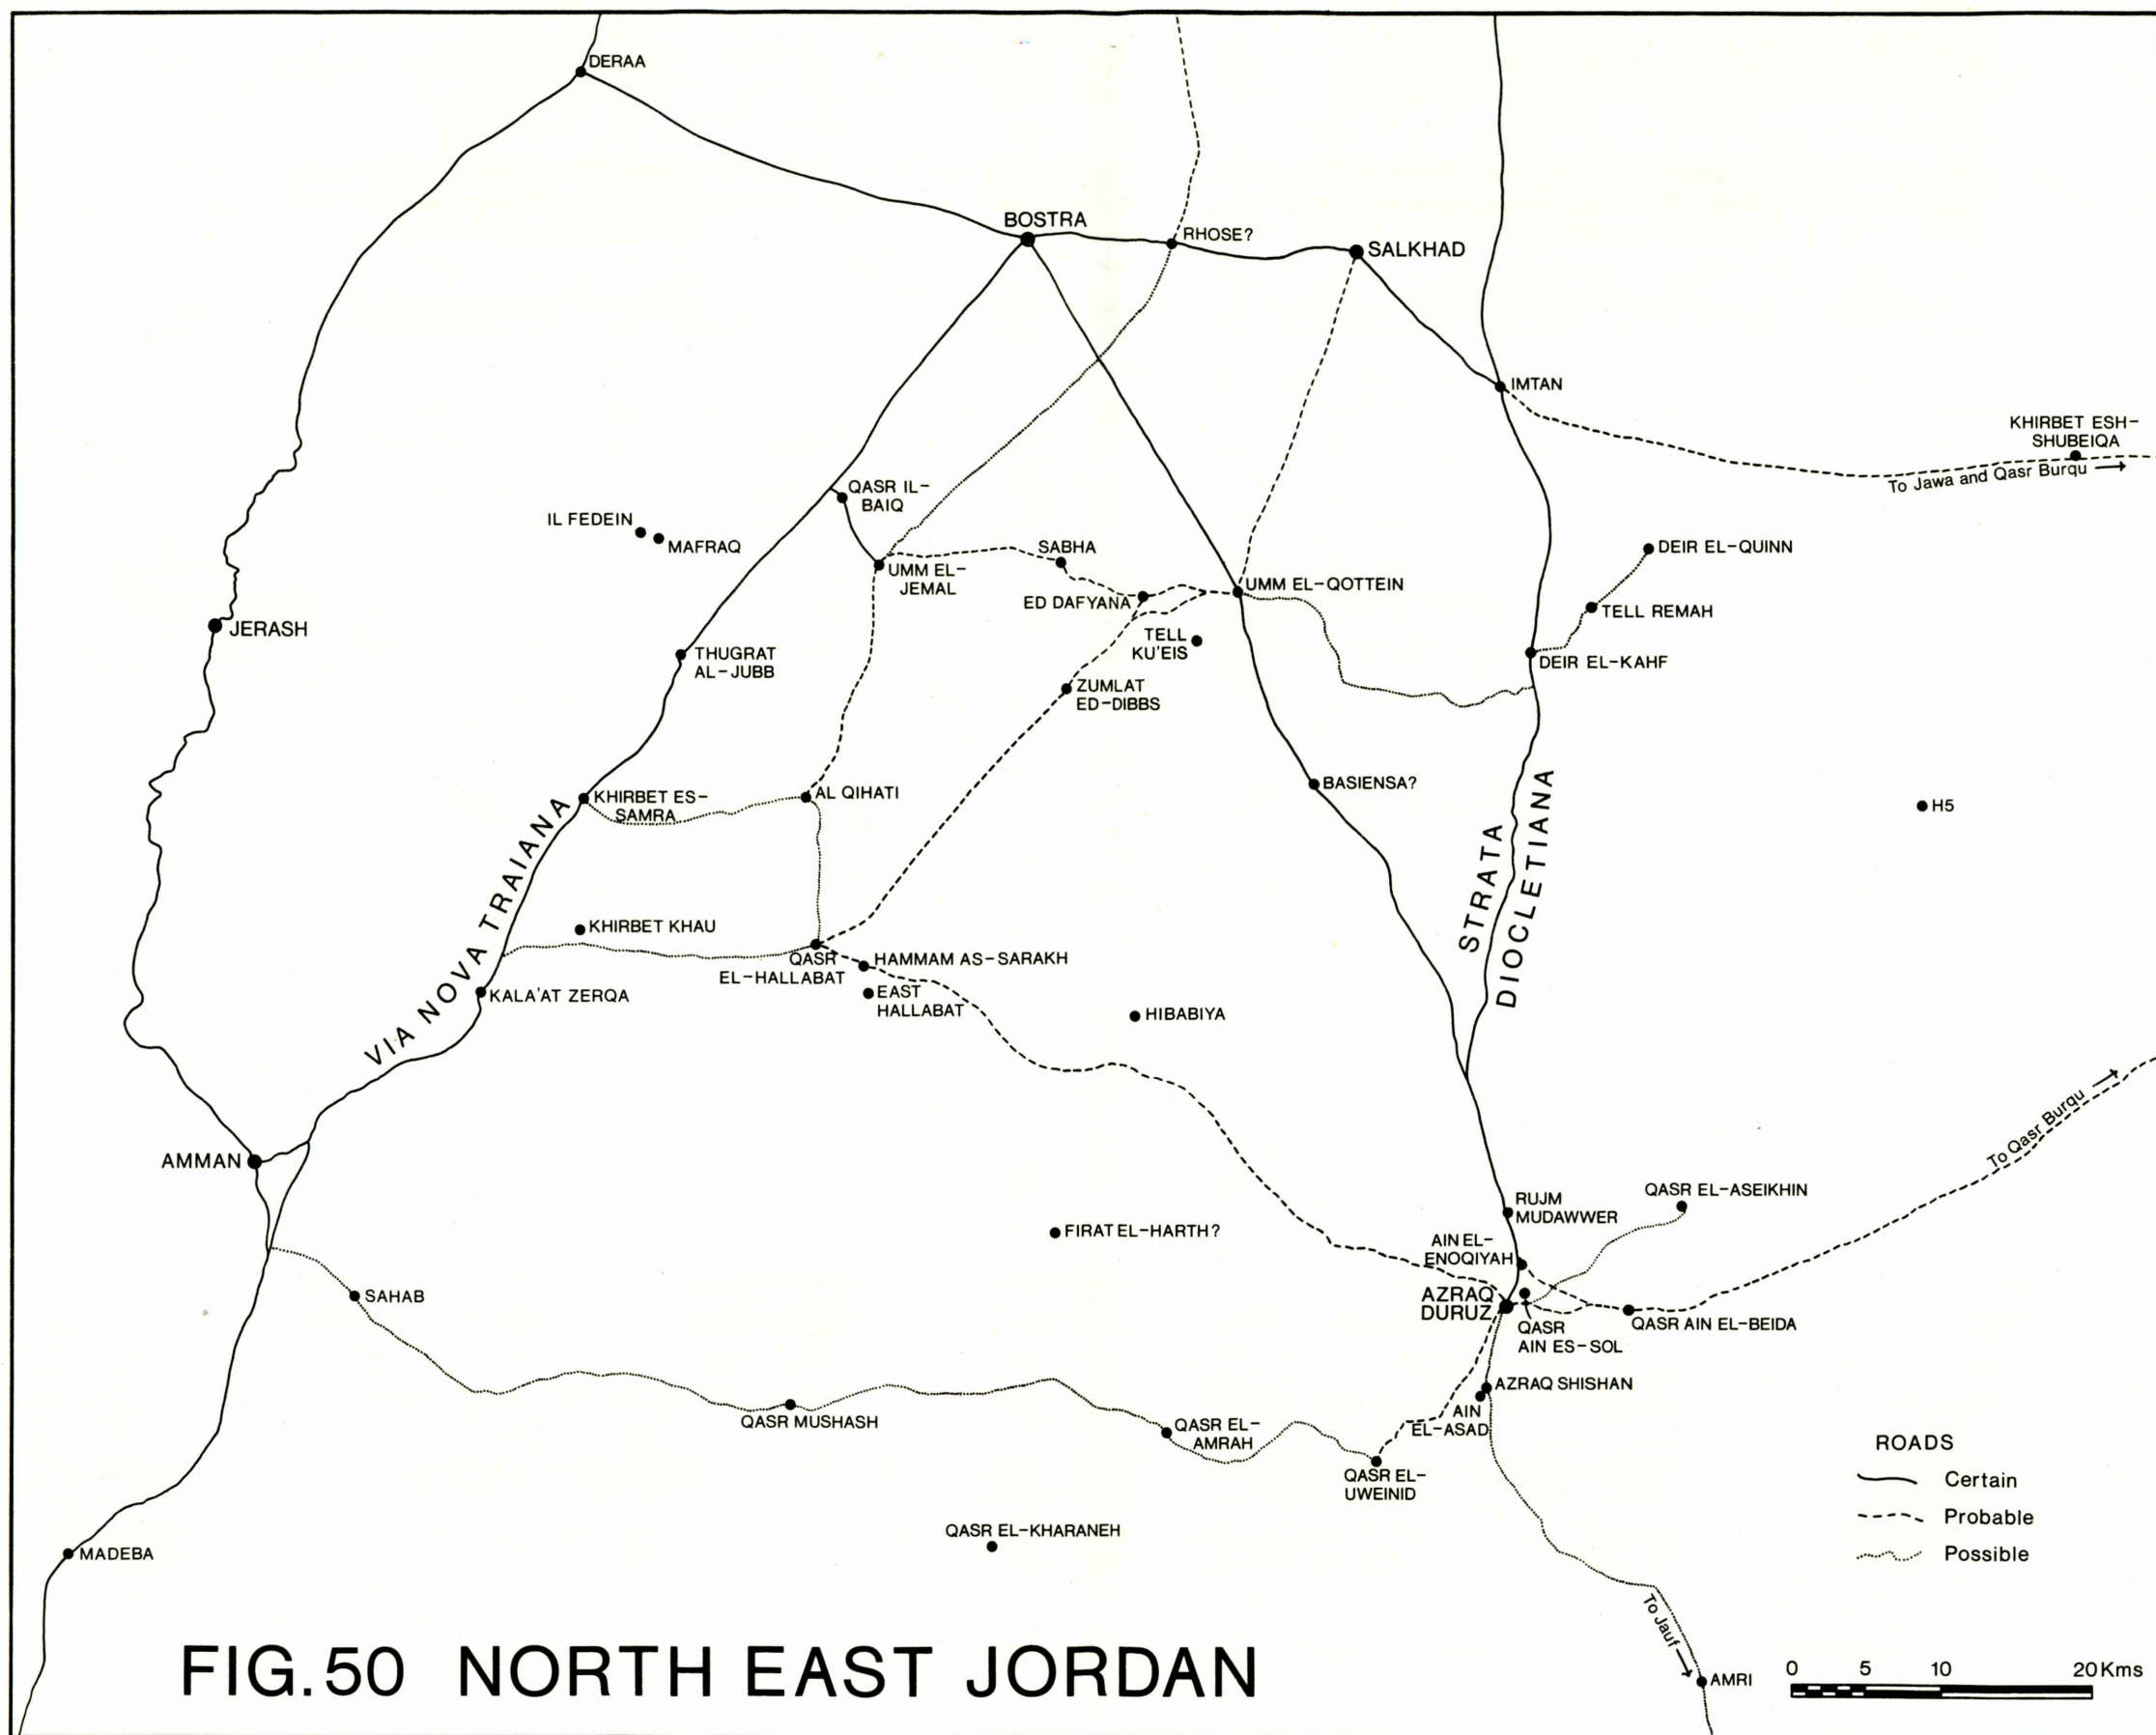 DERAA
BOSTRA
RHOSE?
SALKHAD
IMTAN
KHIRBET ESH-
SHUBEIQA
To Jawa and Qasr Burqu
QASR IL-
BAIQ
IL FEDEIN
MAFRAQ
SABHA
DEIR EL-QUINN
UMM EL-
JEMAL
UMM EL-QOTTEIN
ED DAFYANA
TELL REMAH
JERASH
TELL
KU'EIS
THUGRAT
AL-JUBB
DEIR EL-KAHF
ZUMLAT
ED-DIBBS
BASIENSA?
KHIRBET ES-
SAMRA
AL QIHATI
H5
STRATA
DIOCLETIANA
VIA NOVA TRAIANA
KHIRBET KHAU
QASR
EL-HALLABAT
HAMMAM AS-SARAKH
EAST
HALLABAT
KALA'AT ZERQA
HIBABIYA
To Qasr Burqu
AMMAN
QASR EL-ASEIKHIN
RUJM
MUDAWWER
FIRAT EL-HARTH?
AIN EL-
ENOQIYAH
SAHAB
AZRAQ
DURUZ
QASR
AIN ES-SOL
QASR AIN EL-BEIDA
AZRAQ SHISHAN
AIN
EL-ASAD
QASR MUSHASH
QASR EL-
AMRAH
QASR EL-
UWEINID
ROADS
Certain
Probable
Possible
QASR EL-KHARANEH
MADEBA
To Jauf
AMRI
0 5 10 20 Kms
FIG. 50 NORTH EAST JORDAN